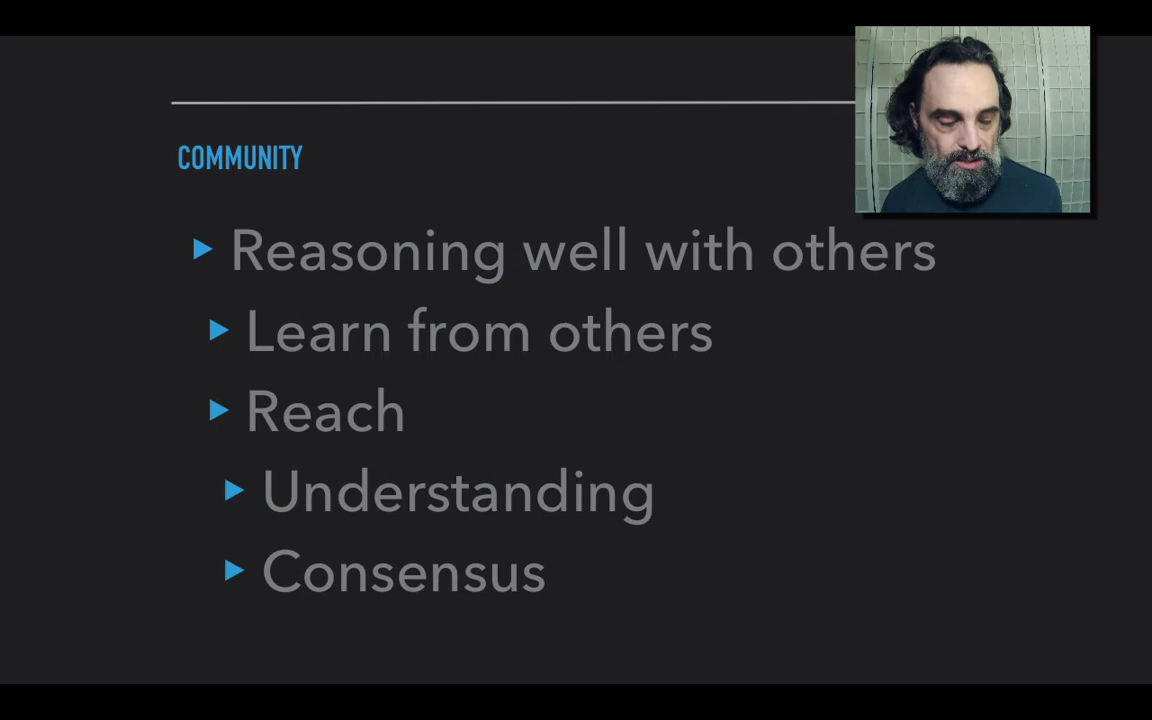 COMMUNITY
Reasoning well with others
Learn from others
Reach
Understanding
Consensus